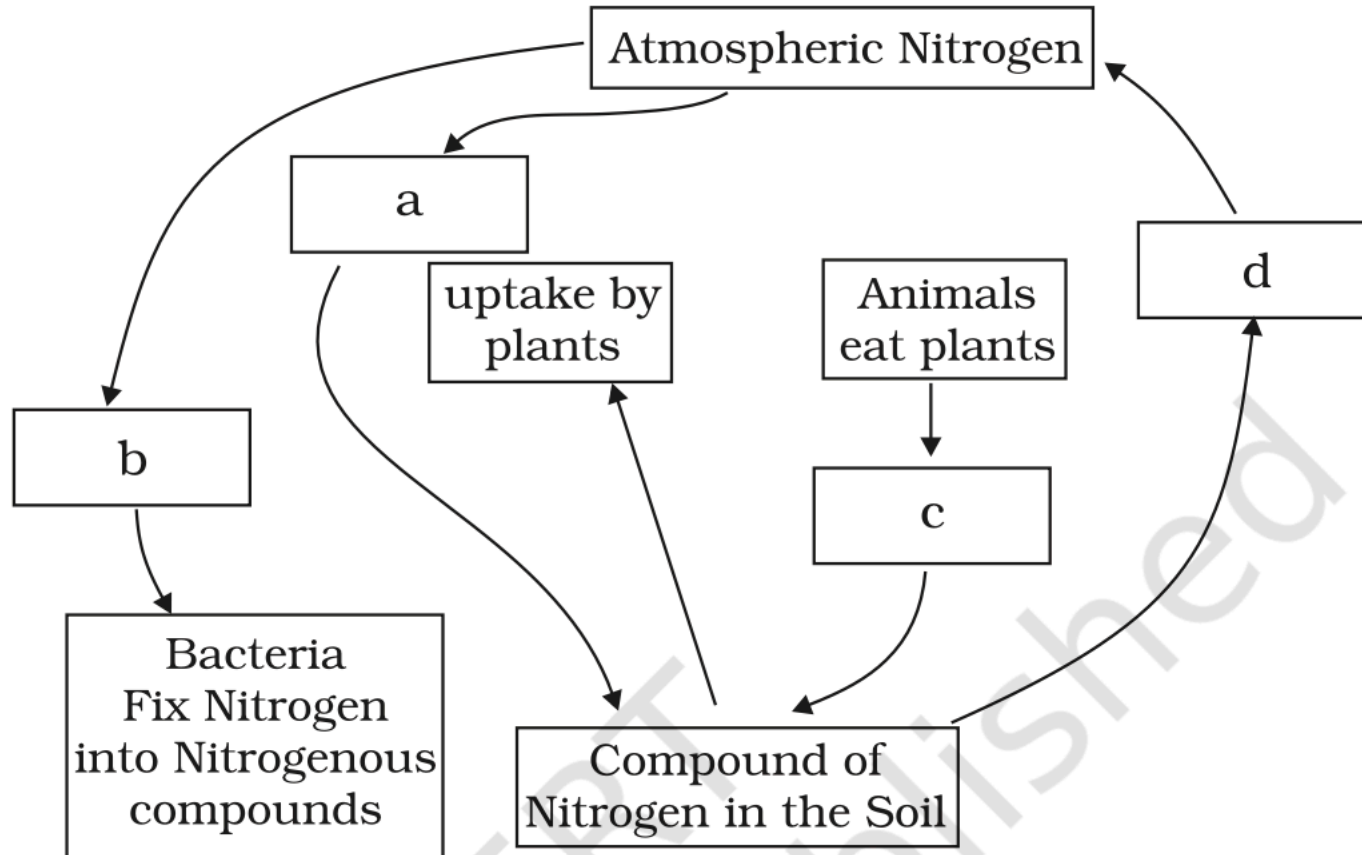 Atmospheric Nitrogen
a
uptake by
plants
Animals
eat plants
d
b
c
Bacteria
Fix Nitrogen
into Nitrogenous
compounds
Compound of
Nitrogen in the Soil